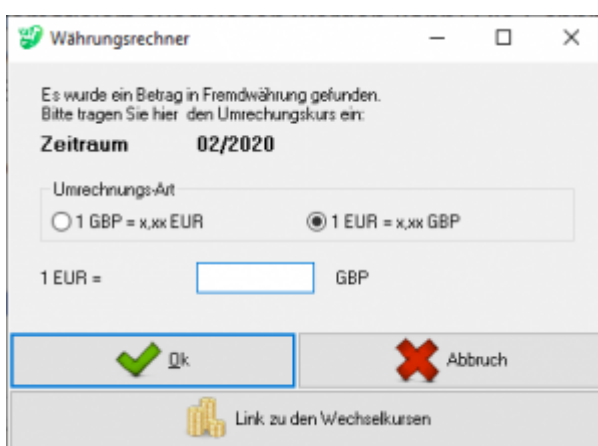 Währungsrechner
Es wurde ein Betrag in Fremdwährung gefunden.
Bitte tragen Sie hier den Umrechungskurs ein:
Zeitraum 02/2020
Umrechnungs-Art
1 GBP = x,xx EUR 1 EUR = x,xx GBP
1 EUR = GBP
Ok Abbruch
Link zu den Wechselkursen